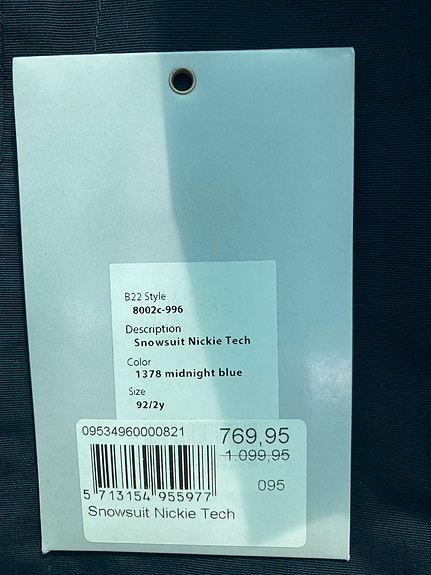 B22 Style
8002c-996
Description
Snowsuit Nickie Tech
Color
1378 midnight blue
Size
92/2y
09534960000821
769,95
1.099,95
095
5 713154 955977
Snowsuit Nickie Tech